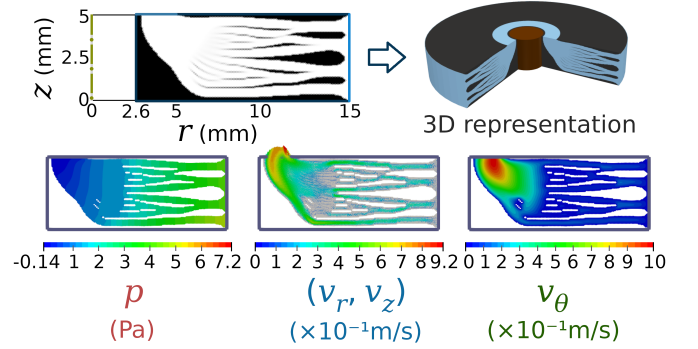 5
2.5
0
z (mm)
0 2.6 5 10 15
r (mm)
3D representation
-0.14 1 2 3 4 5 6 7.2
0 1 2 3 4 5 6 7 8 9.2
0 1 2 3 4 5 6 7 8 10
p
(v_r, v_z)
v_θ
(Pa)
(×10⁻¹m/s)
(×10⁻¹m/s)